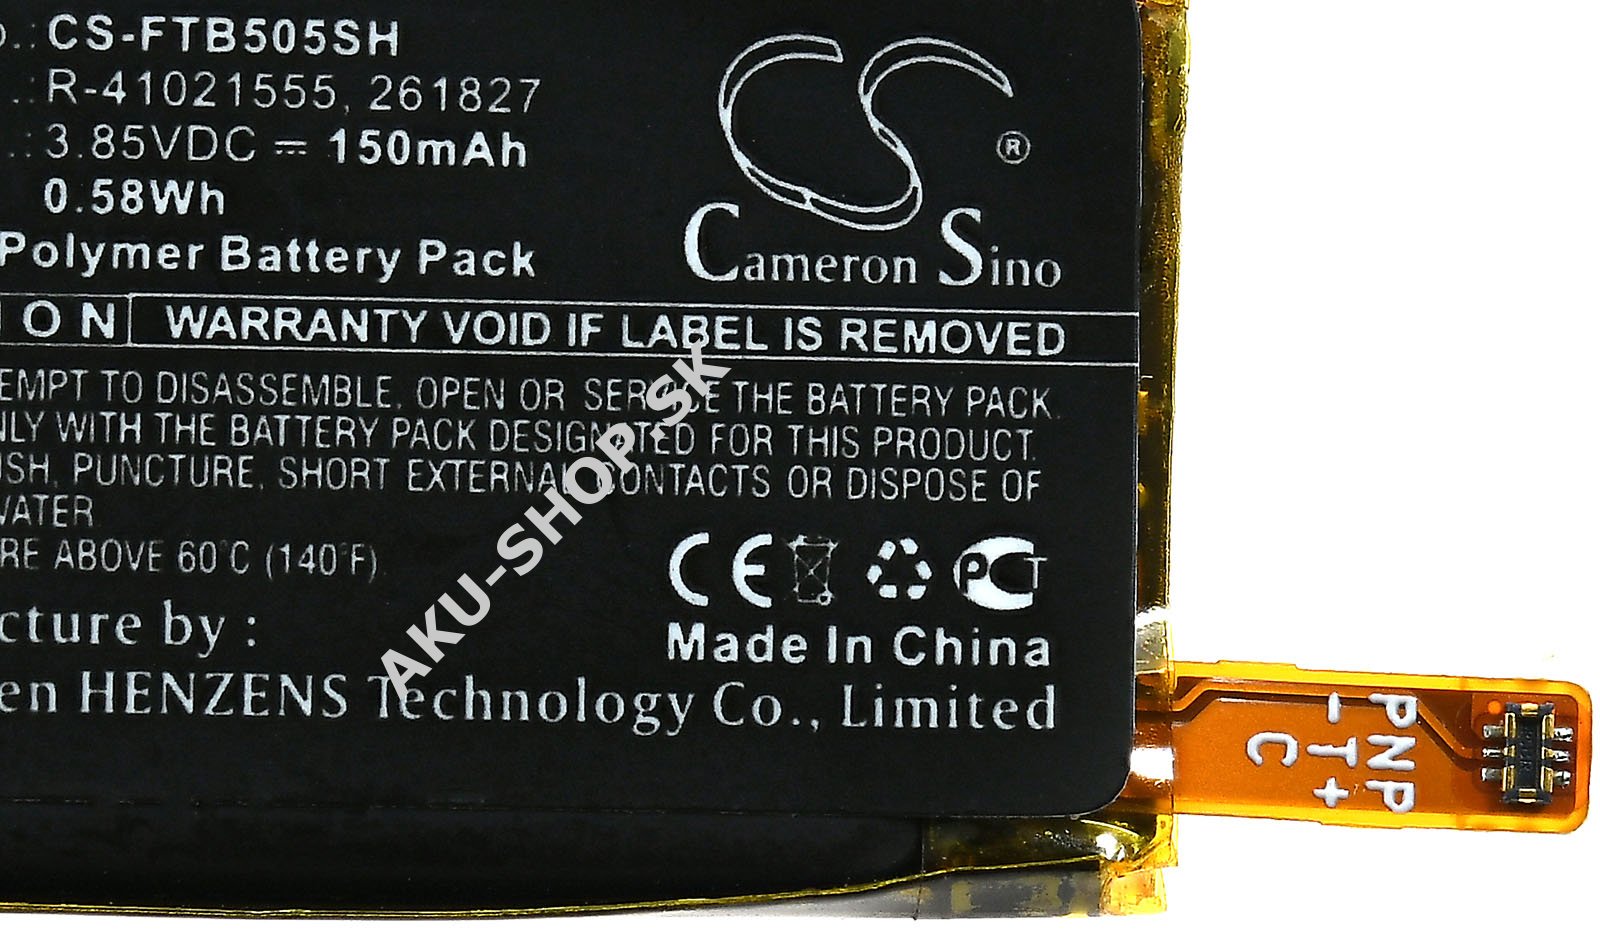 CS-FTB505SH
R-41021555, 261827
3.85VDC ⎓ 150mAh
0.58Wh
Polymer Battery Pack
Cameron Sino
®
ION WARRANTY VOID IF LABEL IS REMOVED
EMPT TO DISASSEMBLE, OPEN OR SERVICE THE BATTERY PACK.
NLY WITH THE BATTERY PACK DESIGNATED FOR THIS PRODUCT.
USH, PUNCTURE, SHORT EXTERNAL CONTACTS OR DISPOSE OF
WATER.
RE ABOVE 60°C (140°F).
CE PCT
cture by :
Made In China
en HENZENS Technology Co., Limited
AKU-SHOP.SK
PNP
-T+
C